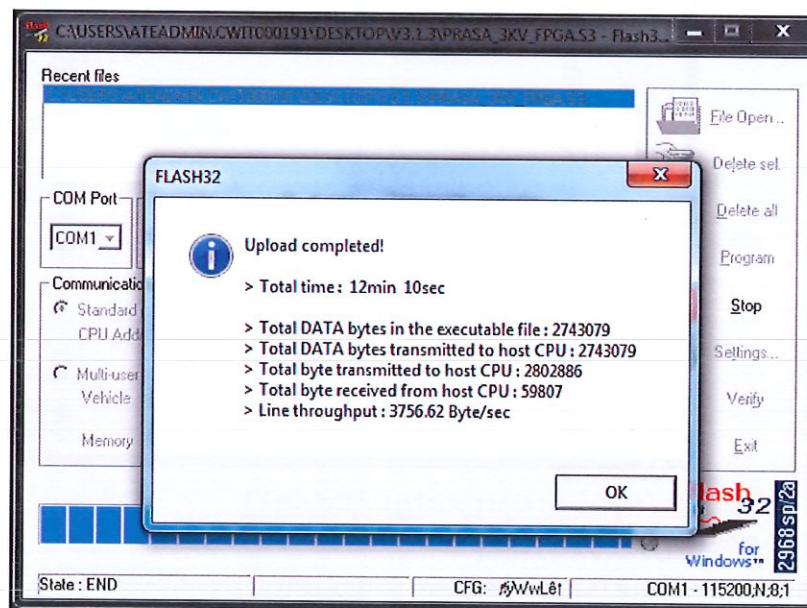 C:\USERS\ATEADMIN.CWIT000191\DESKTOP\V3.1.3\PRASA_3KV_FPGA.S3 - Flash3...
Recent files
File Open ..
Delete sel.
Delete all
Program
Stop
Settings...
Verify
Exit
COM Port
COM1
Communicatio
Standard
CPU Add
Multi-user
Vehicle
Memory
FLASH32
Upload completed!
> Total time : 12min 10sec
> Total DATA bytes in the executable file : 2743079
> Total DATA bytes transmitted to host CPU : 2743079
> Total byte transmitted to host CPU : 2802886
> Total byte received from host CPU : 59807
> Line throughput : 3756.62 Byte/sec
OK
lash
32
for
Windows™
2968 sp/2a
State : END
CFG:
COM1 - 115200;N;8;1